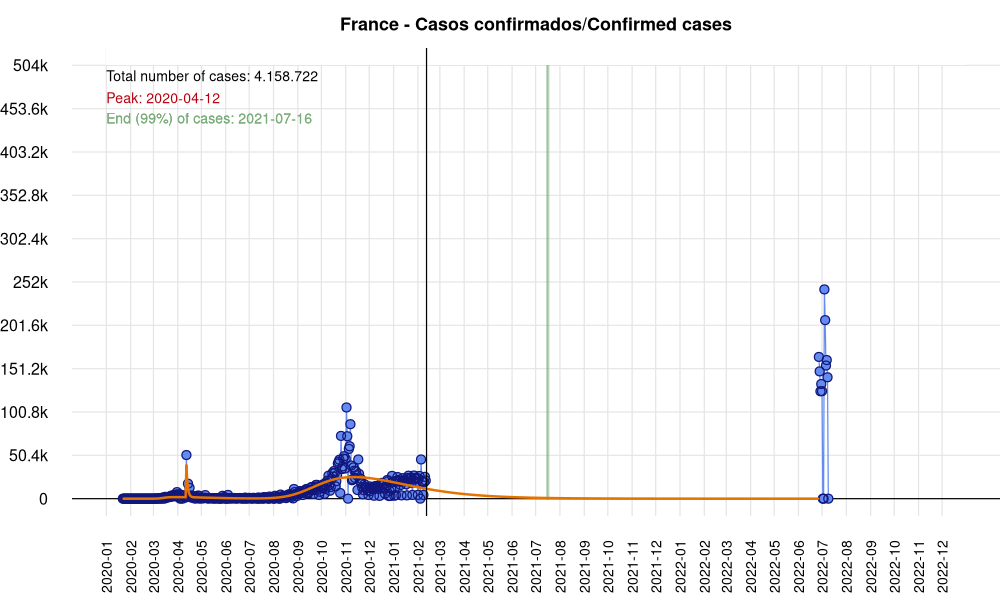 France - Casos confirmados/Confirmed cases
Total number of cases: 4.158.722
Peak: 2020-04-12
End (99%) of cases: 2021-07-16
504k
453.6k
403.2k
352.8k
302.4k
252k
201.6k
151.2k
100.8k
50.4k
0
2020-01
2020-02
2020-03
2020-04
2020-05
2020-06
2020-07
2020-08
2020-09
2020-10
2020-11
2020-12
2021-01
2021-02
2021-03
2021-04
2021-05
2021-06
2021-07
2021-08
2021-09
2021-10
2021-11
2021-12
2022-01
2022-02
2022-03
2022-04
2022-05
2022-06
2022-07
2022-08
2022-09
2022-10
2022-11
2022-12